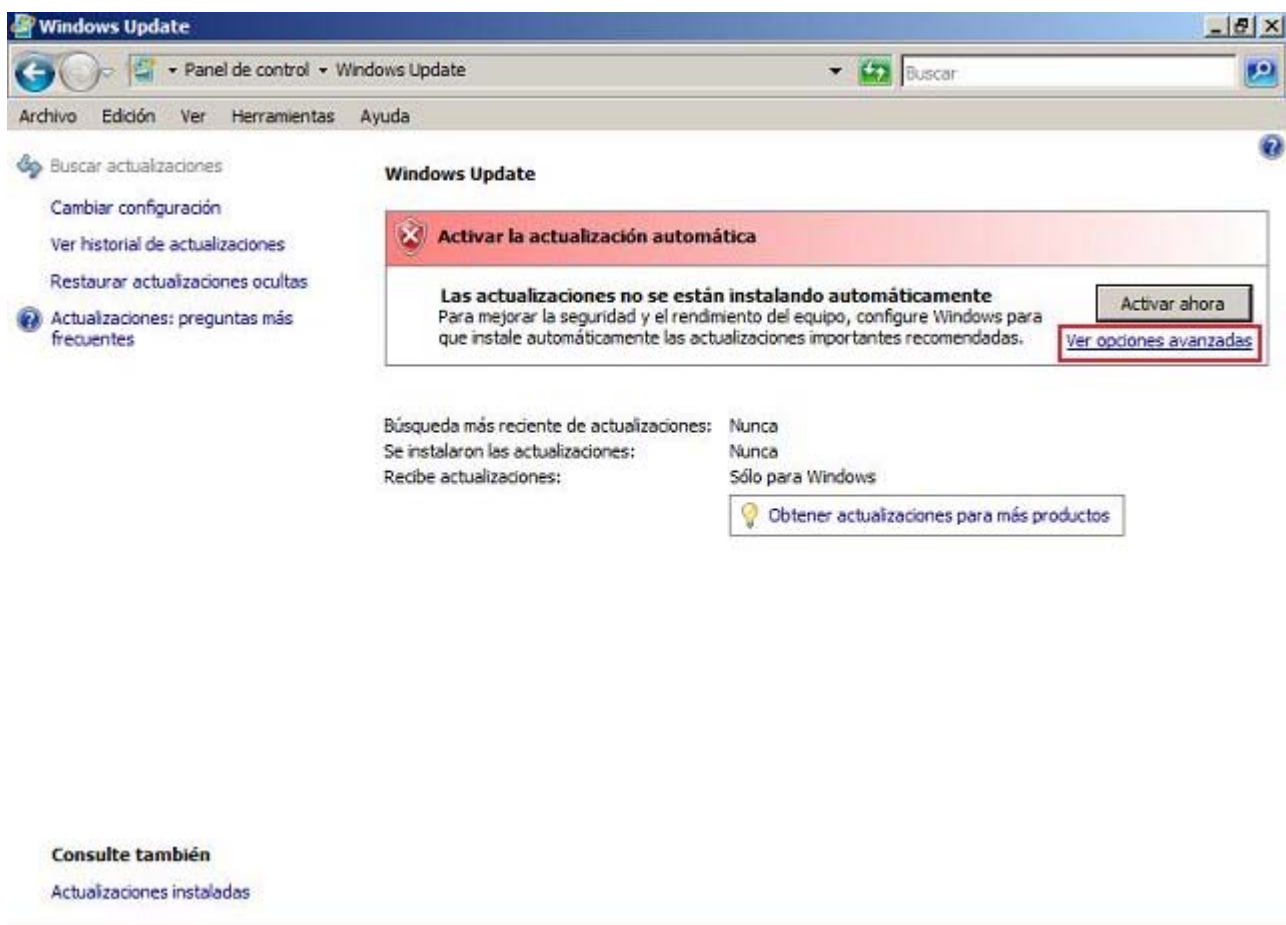 Windows Update
Panel de control
Windows Update
Buscar
Archivo Edición Ver Herramientas Ayuda
Buscar actualizaciones
Cambiar configuración
Ver historial de actualizaciones
Restaurar actualizaciones ocultas
Actualizaciones: preguntas más
frecuentes
Windows Update
Activar la actualización automática
Las actualizaciones no se están instalando automáticamente
Para mejorar la seguridad y el rendimiento del equipo, configure Windows para
que instale automáticamente las actualizaciones importantes recomendadas.
Activar ahora
Ver opciones avanzadas
Búsqueda más reciente de actualizaciones: Nunca
Se instalaron las actualizaciones: Nunca
Recibe actualizaciones: Sólo para Windows
Obtener actualizaciones para más productos
Consulte también
Actualizaciones instaladas